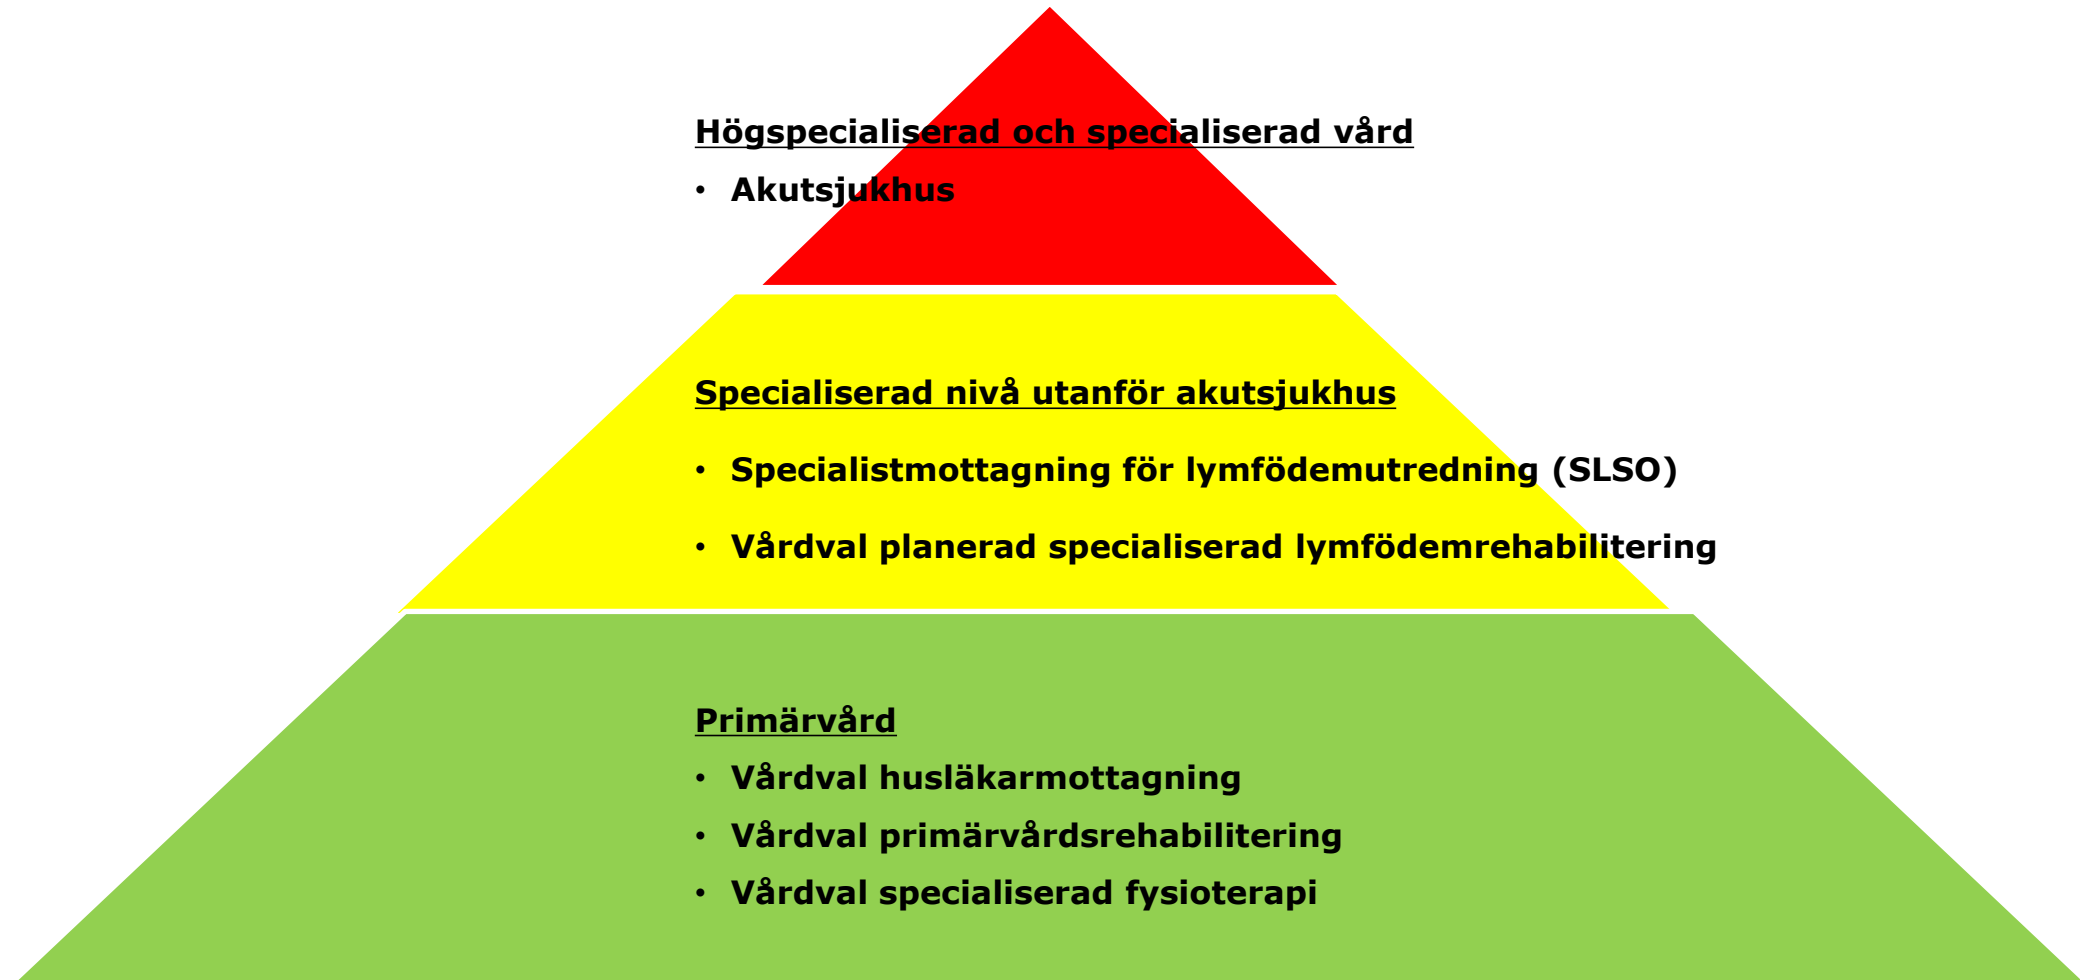 Högspecialiserad och specialiserad vård
• Akutsjukhus
Specialiserad nivå utanför akutsjukhus
• Specialistmottagning för lymfödemutredning (SLSO)
• Vårdval planerad specialiserad lymfödemrehabilitering
Primärvård
• Vårdval husläkarmottagning
• Vårdval primärvårdsrehabilitering
• Vårdval specialiserad fysioterapi